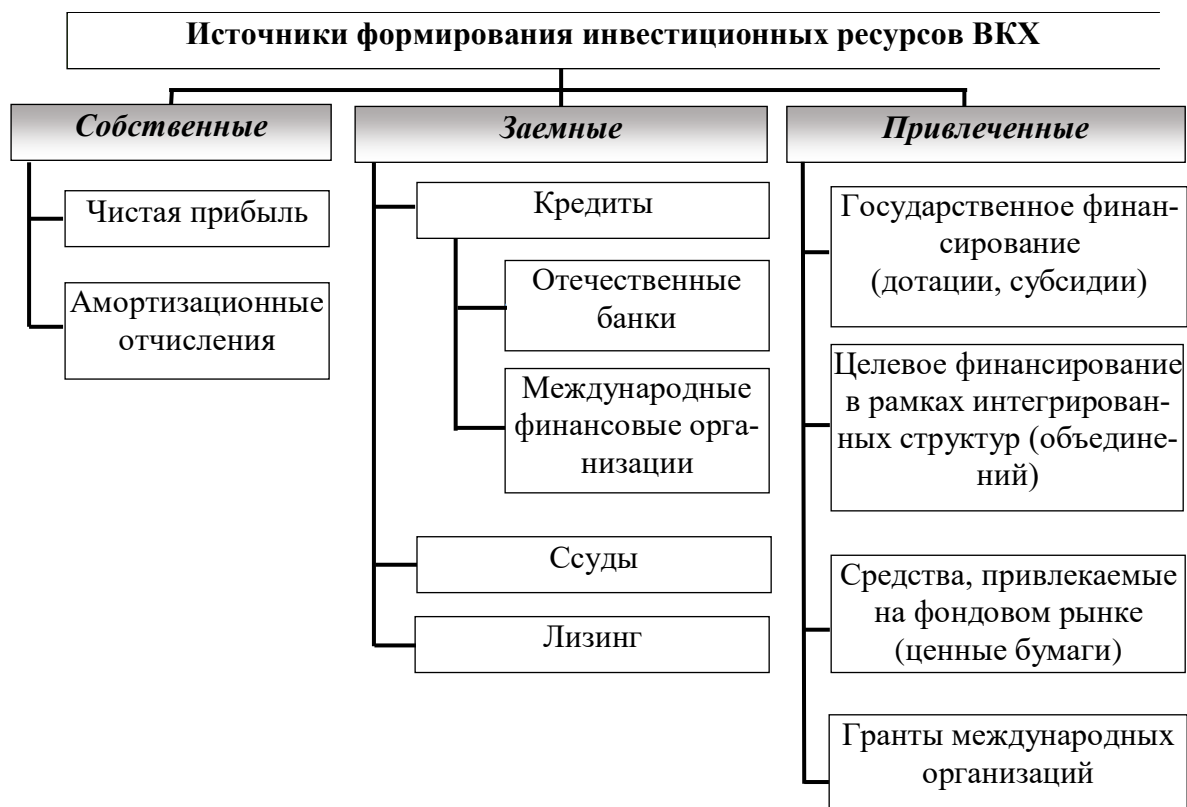 Источники формирования инвестиционных ресурсов ВКХ
Собственные
Чистая прибыль
Амортизационные
отчисления
Заемные
Кредиты
Отечественные
банки
Международные
финансовые орга-
низации
Ссуды
Лизинг
Привлеченные
Государственное финан-
сирование
(дотации, субсидии)
Целевое финансирование
в рамках интегрирован-
ных структур (объедине-
ний)
Средства, привлекаемые
на фондовом рынке
(ценные бумаги)
Гранты международных
организаций